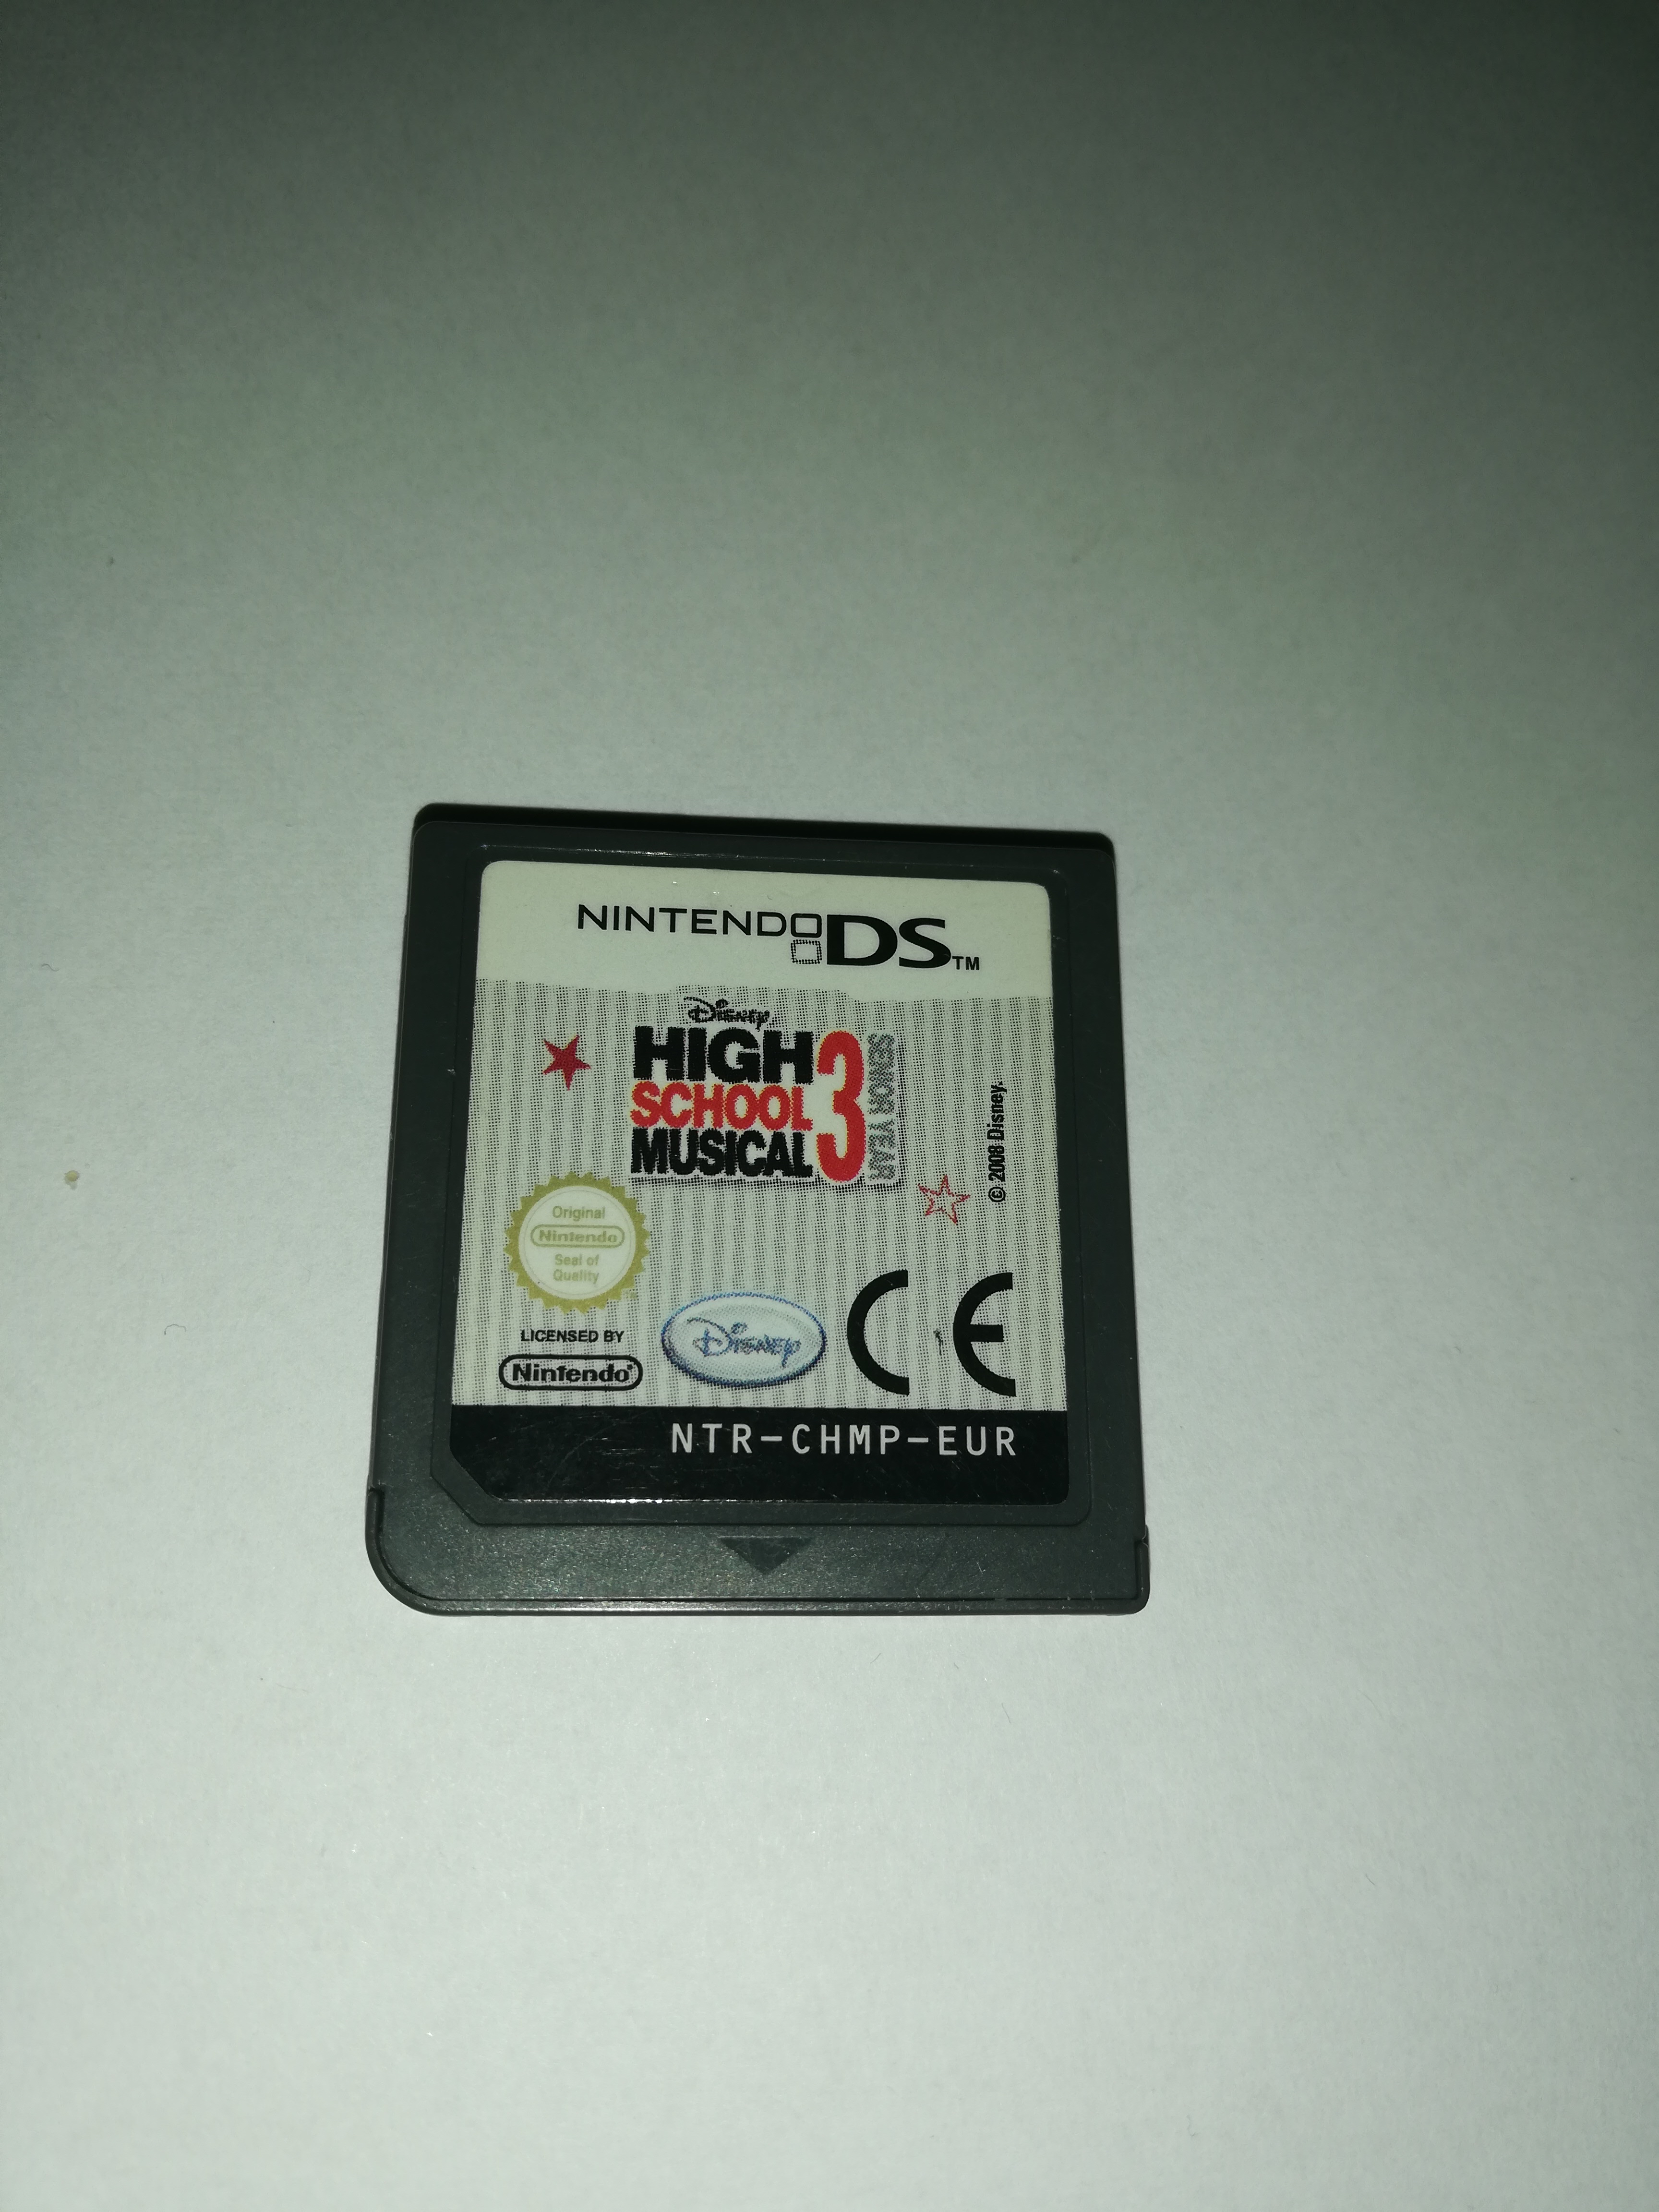 NINTENDO DS™
Disney
HIGH
SCHOOL
MUSICAL
3
SENIOR YEAR
© 2008 Disney.
Original
Nintendo
Seal of
Quality
LICENSED BY
Nintendo®
Disney
CE
NTR-CHMP-EUR